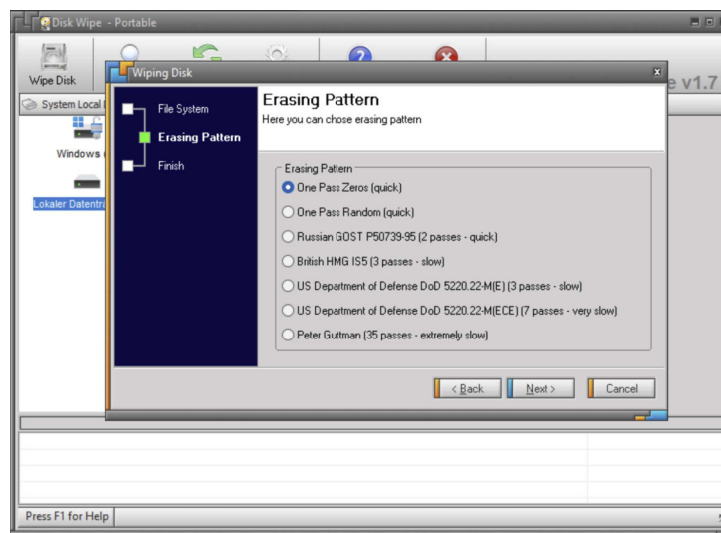 Disk Wipe - Portable
Wipe Disk
e v1.7
System Local
Windows
Lokaler Datentr
Wiping Disk
File System
Erasing Pattern
Finish
Erasing Pattern
Here you can chose erasing pattern
Erasing Pattern
One Pass Zeros (quick)
One Pass Random (quick)
Russian GOST P50739-95 (2 passes - quick)
British HMG IS5 (3 passes - slow)
US Department of Defense DoD 5220.22-M(E) (3 passes - slow)
US Department of Defense DoD 5220.22-M(ECE) (7 passes - very slow)
Peter Guttman (35 passes - extremely slow)
< Back
Next >
Cancel
Press F1 for Help